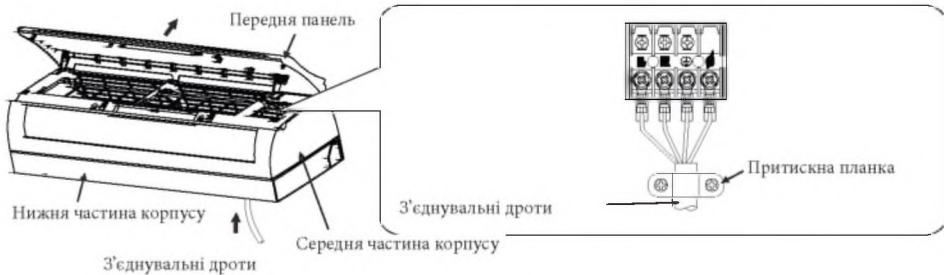 Передня панель
Притискна планка
З'єднувальні дроти
Нижня частина корпусу
Середня частина корпусу
З'єднувальні дроти